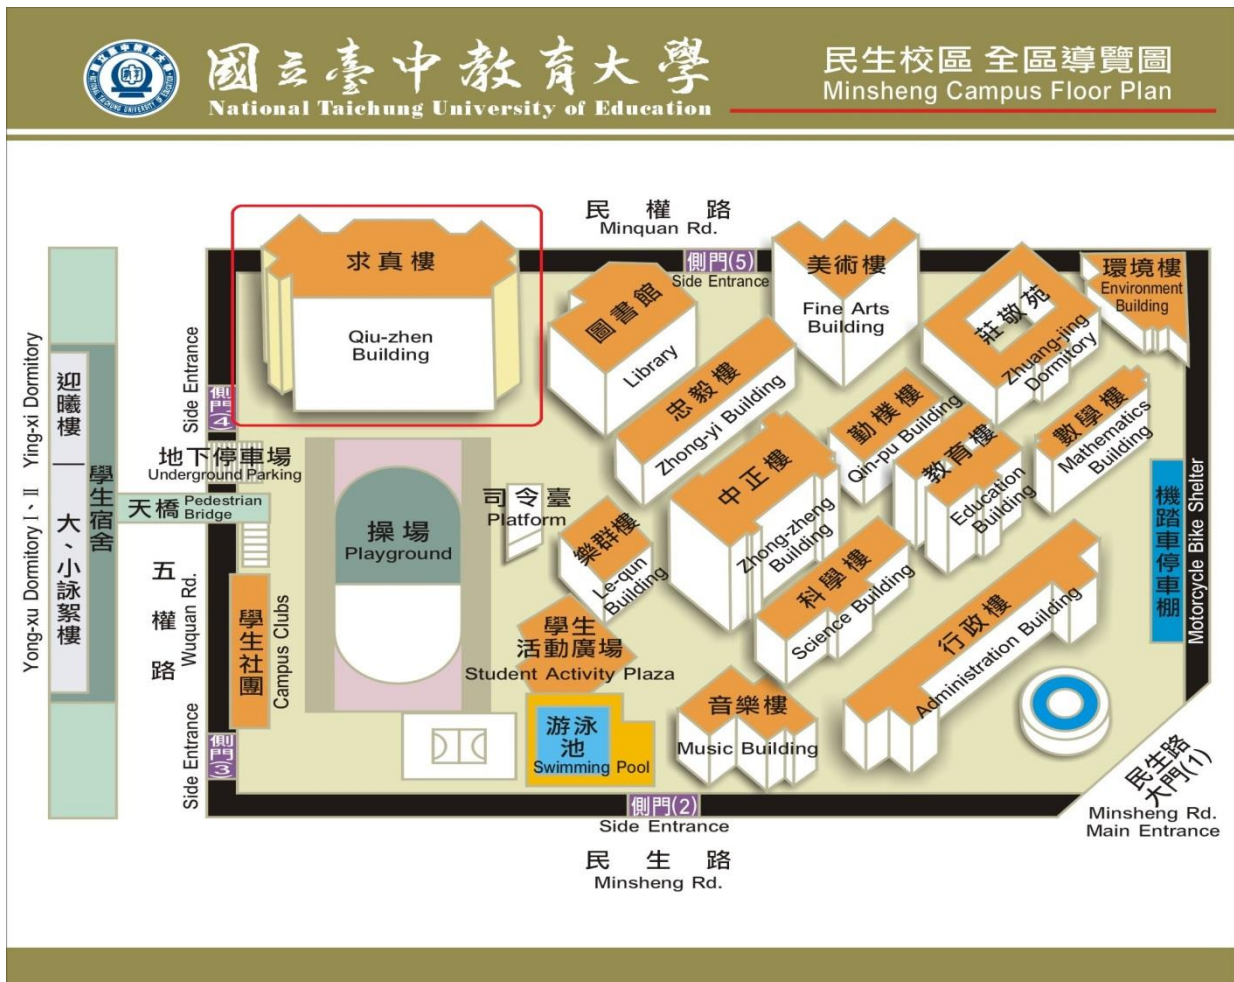 國立臺中教育大學
National Taichung University of Education
民生校區 全區導覽圖
Minsheng Campus Floor Plan
民權路
Minquan Rd.
側門(5)
Side Entrance
求真樓
Qiu-zhen
Building
圖書館
Library
美術樓
Fine Arts
Building
莊敬苑
Zhuang-jing
Dormitory
環境樓
Environment
Building
忠毅樓
Zhong-yi Building
勤樸樓
Qin-pu Building
數學樓
Mathematics
Building
中正樓
Zhong-zheng
Building
教育樓
Education
Building
Side Entrance
側門(4)
地下停車場
Underground Parking
天橋
Pedestrian
Bridge
迎曦樓
大、小詠絮樓
學生宿舍
Ying-xi Dormitory
Yong-xu Dormitory I、II
五權路
Wuquan Rd.
操場
Playground
司令臺
Platform
樂群樓
Le-qun
Building
科學樓
Science Building
行政樓
Administration Building
機踏車停車棚
Motorcycle Bike Shelter
學生社團
Campus Clubs
學生
活動廣場
Student Activity Plaza
音樂樓
Music Building
游泳
池
Swimming Pool
Side Entrance
側門(3)
側門(2)
Side Entrance
民生路
Minsheng Rd.
民生路
大門(1)
Minsheng Rd.
Main Entrance